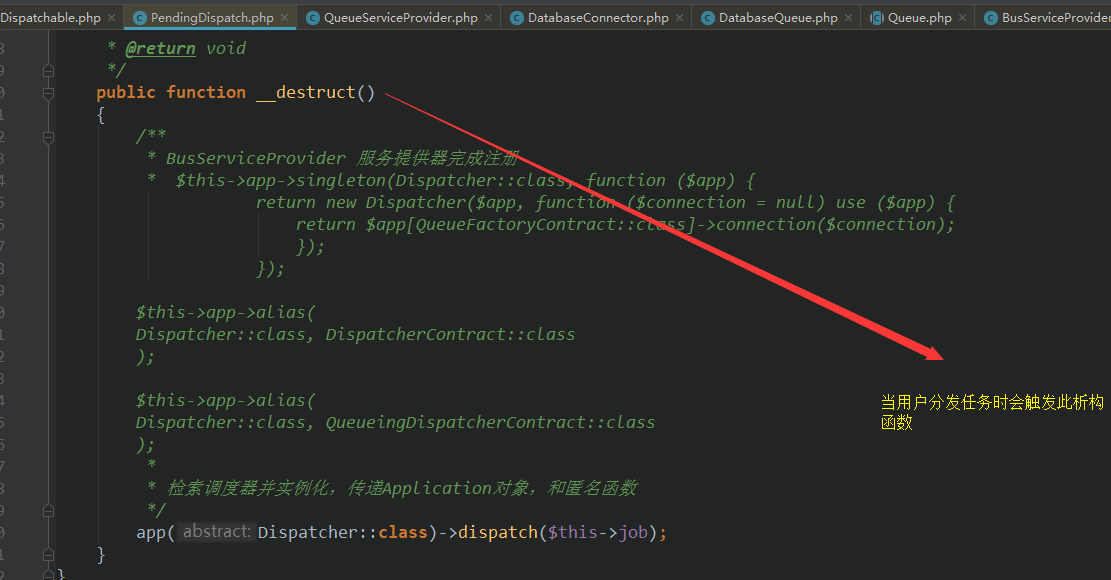 Dispatchable.php × PendingDispatch.php × QueueServiceProvider.php × DatabaseConnector.php × DatabaseQueue.php × Queue.php × BusServiceProvider
* @return void
*/
public function __destruct()
{
/**
* BusServiceProvider 服务提供器完成注册
* $this->app->singleton(Dispatcher::class, function ($app) {
return new Dispatcher($app, function ($connection = null) use ($app) {
return $app[QueueFactoryContract::class]->connection($connection);
});
});
$this->app->alias(
Dispatcher::class, DispatcherContract::class
);
$this->app->alias(
Dispatcher::class, QueueingDispatcherContract::class
);
*
* 检索调度器并实例化，传递Application对象，和匿名函数
*/
app( abstract: Dispatcher::class)->dispatch($this->job);
}
}
当用户分发任务时会触发此析构
函数